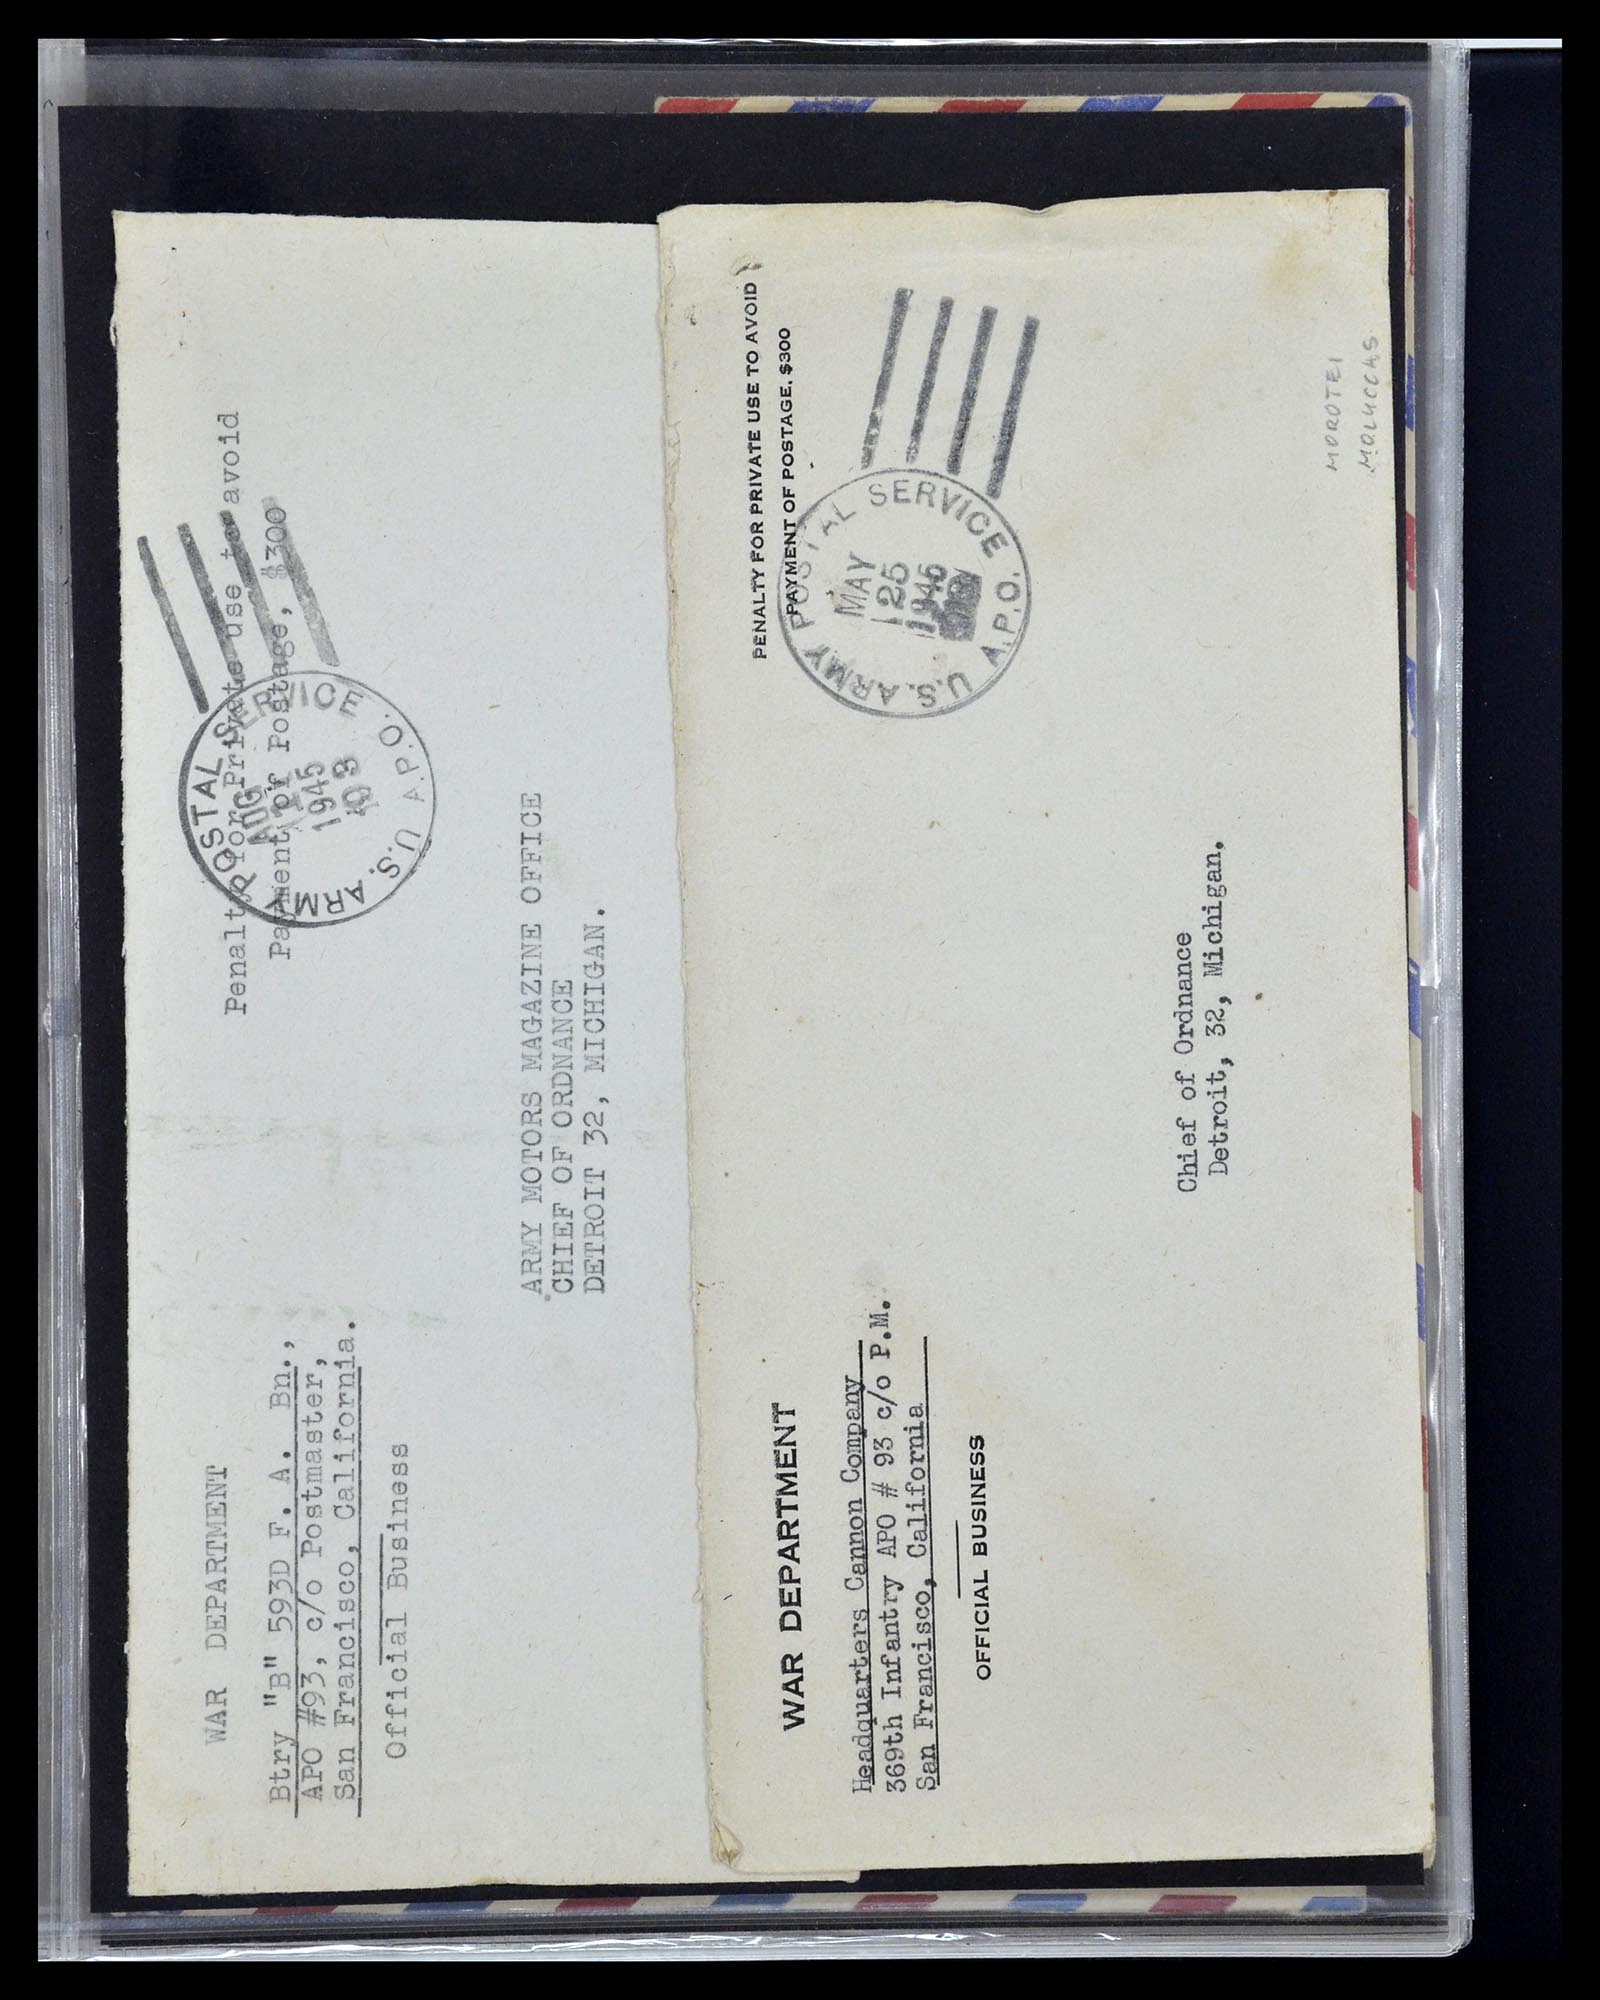 WAR DEPARTMENT
Btry "B" 593D F. A. Bn.,
APO #93, c/o Postmaster,
San Francisco, California.
Official Business
Penalty for Private use to avoid
Payment of Postage, $300
U.S. ARMY POSTAL SERVICE
A.P.O.
AUG
1945
ARMY MOTORS MAGAZINE OFFICE
CHIEF OF ORDNANCE
DETROIT 32, MICHIGAN.
WAR DEPARTMENT
Headquarters Cannon Company
369th Infantry APO # 93 c/o P.M.
San Francisco, California
OFFICIAL BUSINESS
PENALTY FOR PRIVATE USE TO AVOID
PAYMENT OF POSTAGE, $300
U.S. ARMY POSTAL SERVICE
A.P.O.
MAY
25
1945
Chief of Ordnance
Detroit, 32, Michigan.
MOROTEI
MOLUCCAS